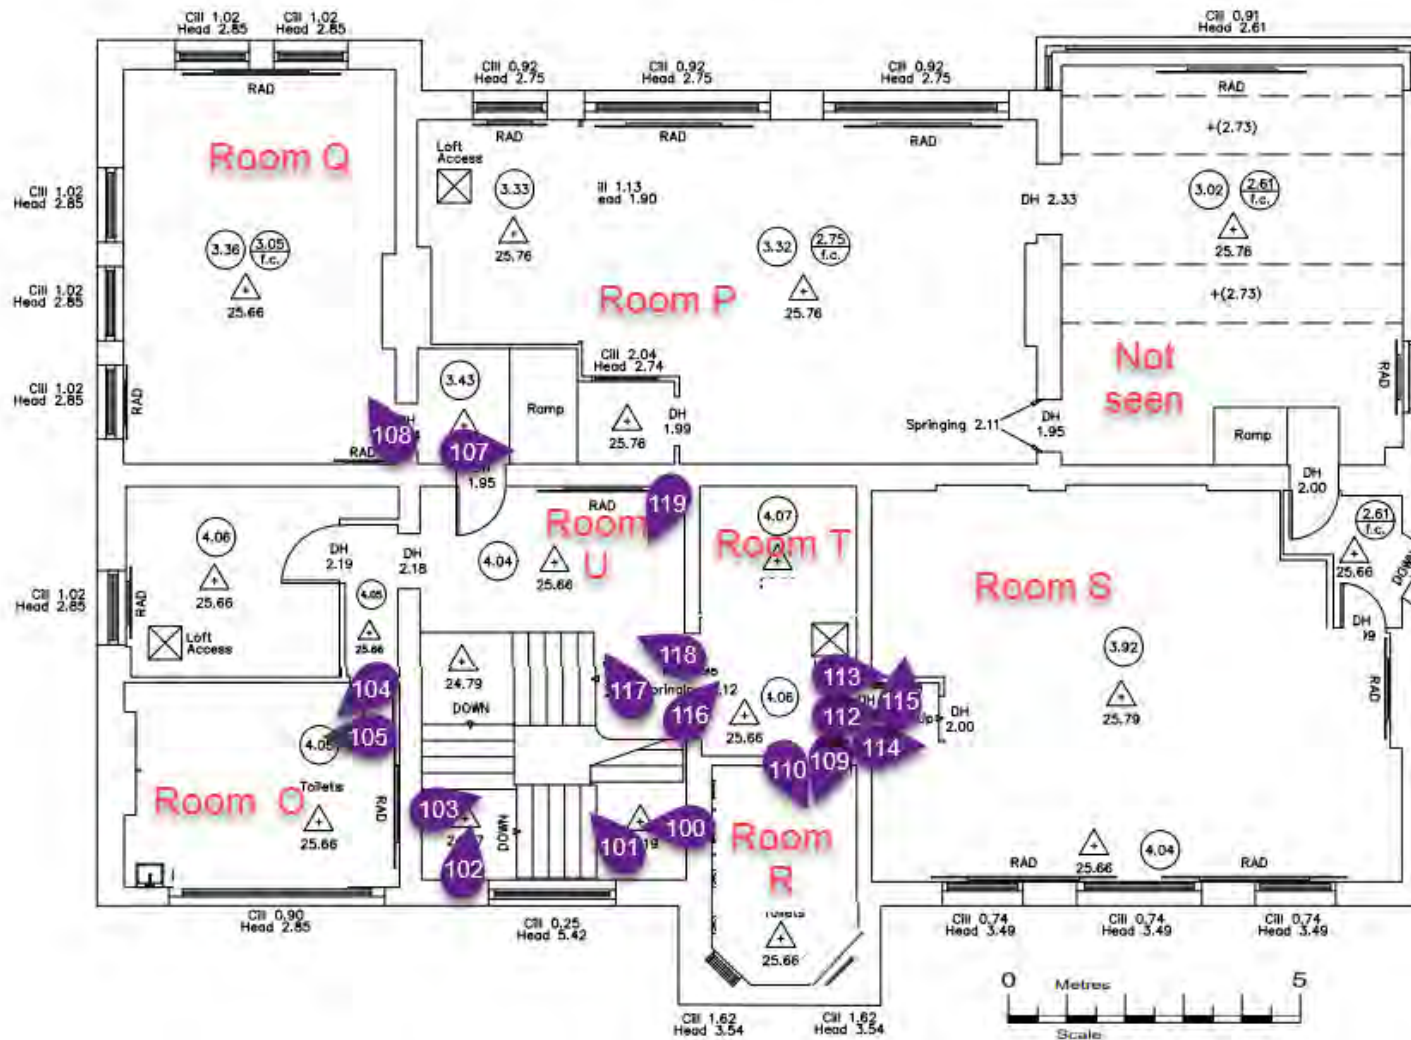 Cill 1.02
Head 2.85
Cill 1.02
Head 2.85
Cill 0.91
Head 2.61
Cill 0.92
Head 2.75
Cill 0.92
Head 2.75
Cill 0.92
Head 2.75
RAD
RAD
RAD
RAD
RAD
+(2.73)
Room Q
Loft
Access
3.33
25.76
ill 1.13
ead 1.90
Cill 1.02
Head 2.85
DH 2.33
3.02
2.61
f.c.
25.76
3.36
3.05
f.c.
25.66
3.32
2.75
f.c.
25.76
Cill 1.02
Head 2.85
Room P
+(2.73)
Not
seen
Cill 2.04
Head 2.74
Cill 1.02
Head 2.85
RAD
3.43
Ramp
25.76
DH
1.99
Springing 2.11
DH
1.95
Ramp
RAD
108
107
RAD
1.95
DH
2.00
119
RAD
Room
U
4.06
25.66
DH
2.19
DH
2.18
4.04
25.66
4.07
Room T
2.61
f.c.
25.66
DOWN
Cill 1.02
Head 2.85
RAD
4.05
25.66
Room S
Loft
Access
24.79
DOWN
118
117
116
.12
4.06
25.66
113
112
115
114
DH
2.00
3.92
25.79
DH
RAD
104
105
Toilets
25.66
Room O
RAD
103
102
DOWN
101
100
110
109
Room
R
Toilets
25.66
25.66
4.04
RAD
RAD
Cill 0.90
Head 2.85
Cill 0.25
Head 5.42
Cill 0.74
Head 3.49
Cill 0.74
Head 3.49
Cill 0.74
Head 3.49
Cill 1.62
Head 3.54
Cill 1.62
Head 3.54
0
Metres
5
Scale